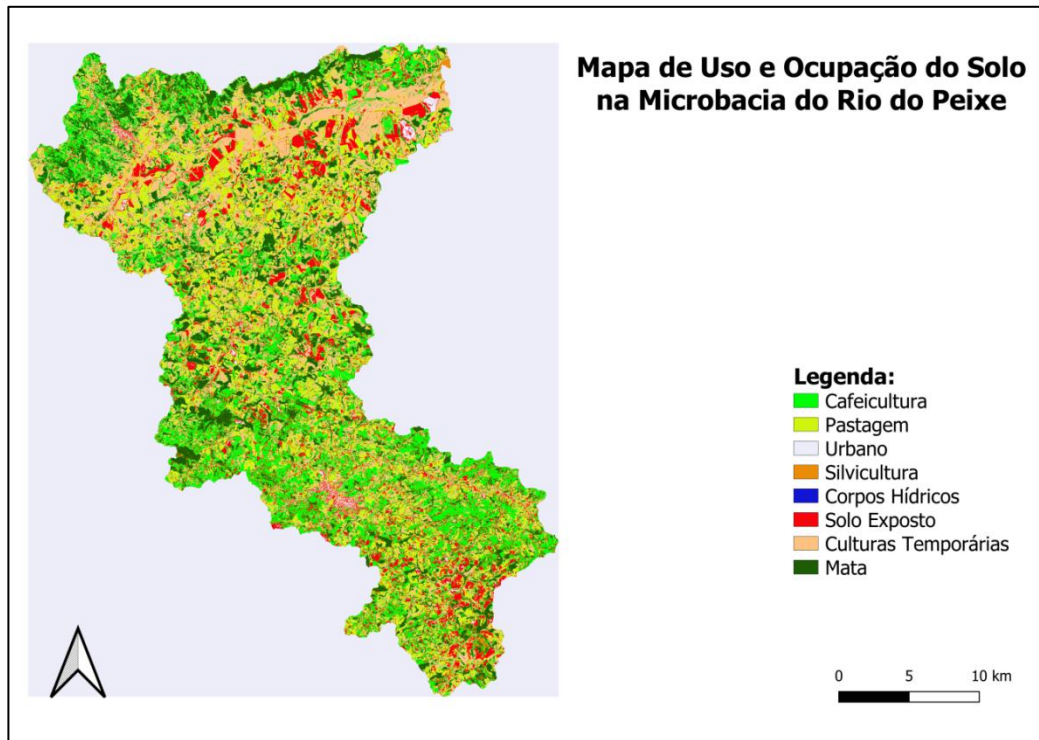 Mapa de Uso e Ocupação do Solo
na Microbacia do Rio do Peixe
Legenda:
Cafeicultura
Pastagem
Urbano
Silvicultura
Corpos Hídricos
Solo Exposto
Culturas Temporárias
Mata
0 5 10 km